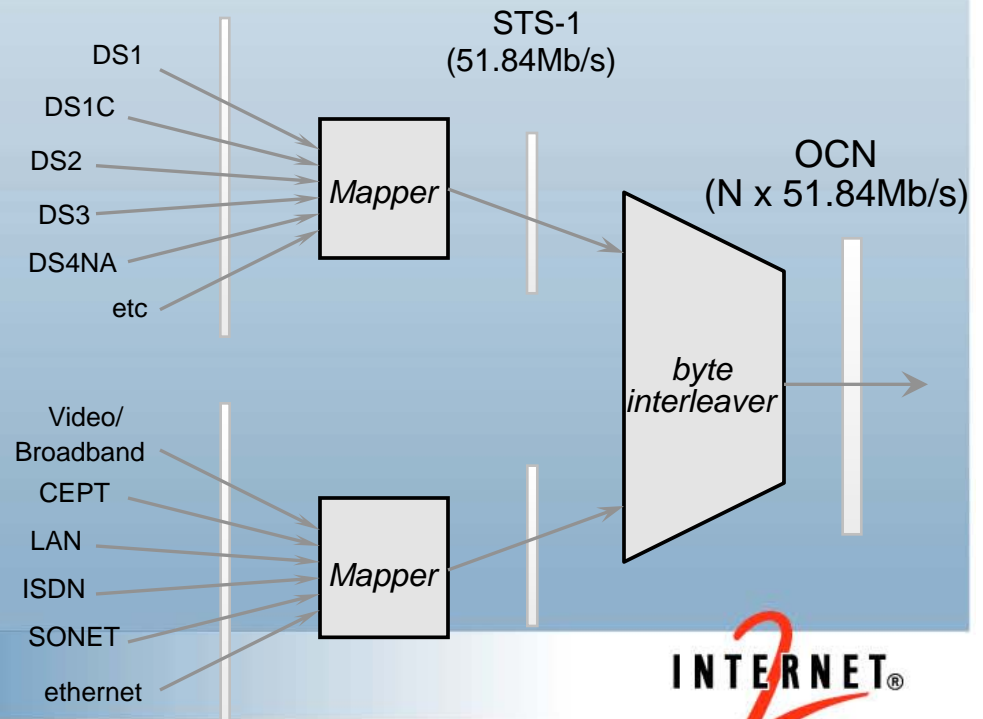 STS-1
(51.84Mb/s)
DS1
DS1C
DS2
DS3
DS4NA
etc
Mapper
OCN
(N x 51.84Mb/s)
byte
interleaver
Video/
Broadband
CEPT
LAN
ISDN
SONET
ethernet
Mapper
INTERNET®
2